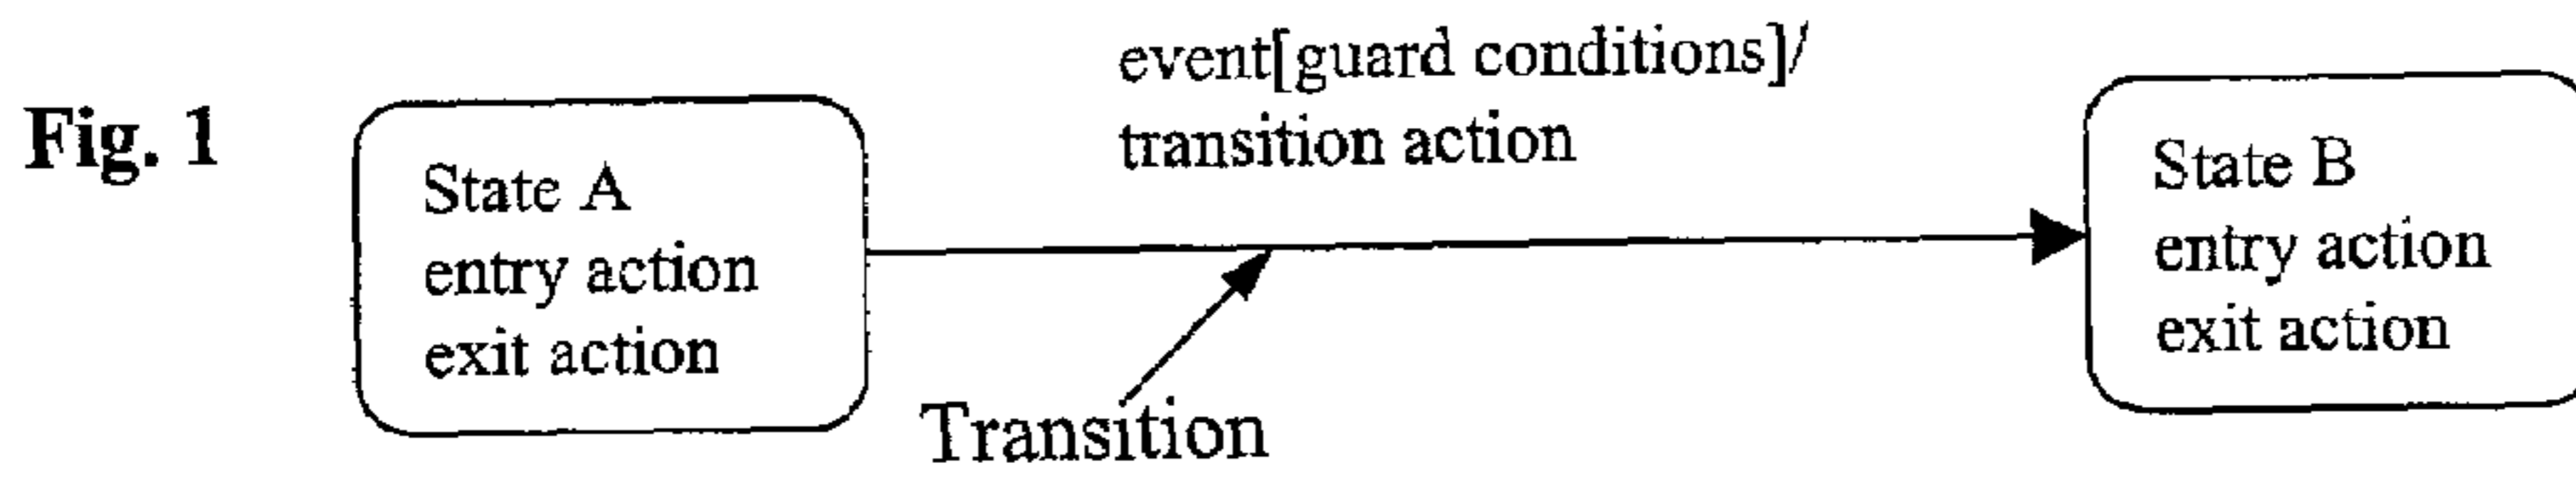 Fig. 1
State A
entry action
exit action
event[guard conditions]/
transition action
Transition
State B
entry action
exit action